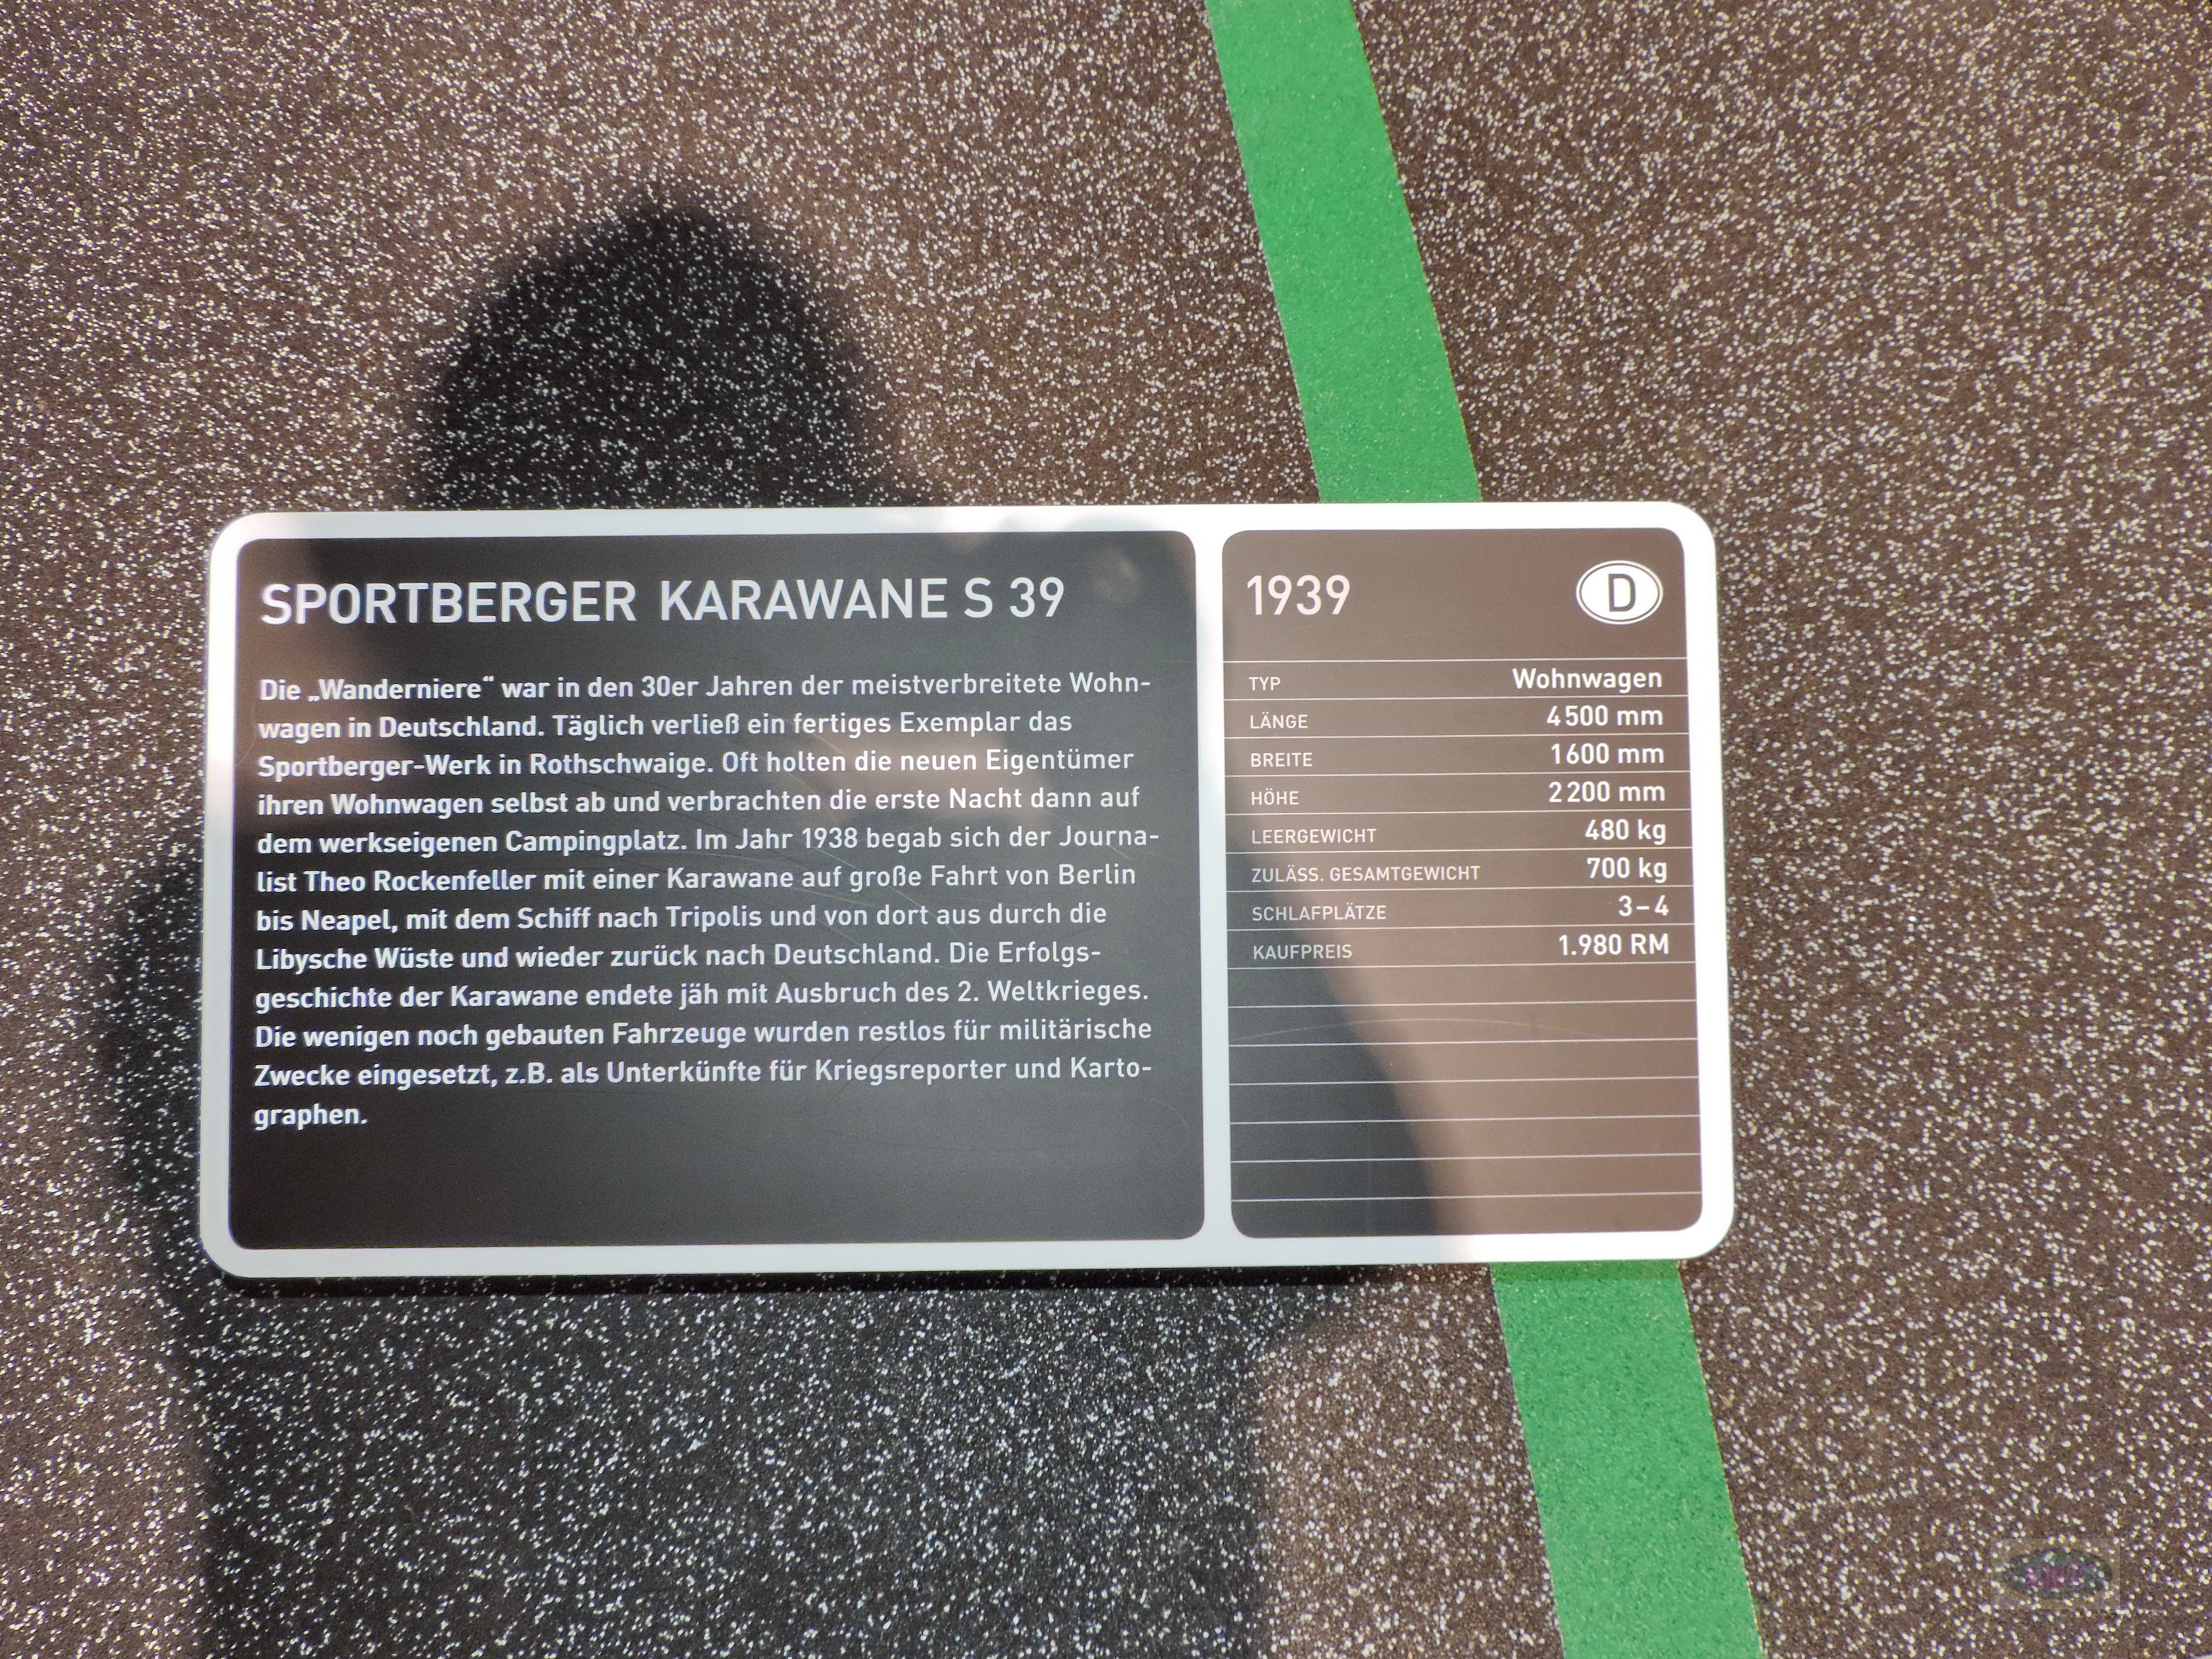 SPORTBERGER KARAWANE S 39
Die „Wanderniere“ war in den 30er Jahren der meistverbreitete Wohn-
wagen in Deutschland. Täglich verließ ein fertiges Exemplar das
Sportberger-Werk in Rothschwaige. Oft holten die neuen Eigentümer
ihren Wohnwagen selbst ab und verbrachten die erste Nacht dann auf
dem werkseigenen Campingplatz. Im Jahr 1938 begab sich der Journa-
list Theo Rockenfeller mit einer Karawane auf große Fahrt von Berlin
bis Neapel, mit dem Schiff nach Tripolis und von dort aus durch die
Libysche Wüste und wieder zurück nach Deutschland. Die Erfolgs-
geschichte der Karawane endete jäh mit Ausbruch des 2. Weltkrieges.
Die wenigen noch gebauten Fahrzeuge wurden restlos für militärische
Zwecke eingesetzt, z.B. als Unterkünfte für Kriegsreporter und Karto-
graphen.
1939 D
TYP Wohnwagen
LÄNGE 4500 mm
BREITE 1600 mm
HÖHE 2200 mm
LEERGEWICHT 480 kg
ZULÄSS. GESAMTGEWICHT 700 kg
SCHLAFPLÄTZE 3–4
KAUFPREIS 1.980 RM